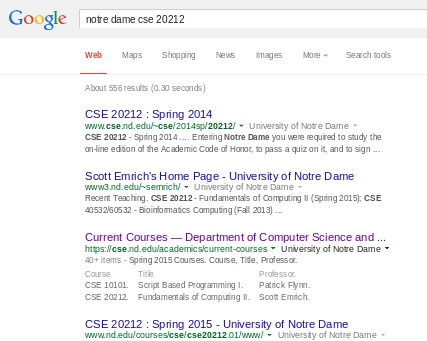 Google notre dame cse 20212
Web Maps Shopping News Images More Search tools
About 556 results (0.30 seconds)
CSE 20212 : Spring 2014
www.cse.nd.edu/~cse/2014sp/20212/ University of Notre Dame
CSE 20212 - Spring 2014 .... Entering Notre Dame you were required to study the
on-line edition of the Academic Code of Honor, to pass a quiz on it, and to sign ...
Scott Emrich's Home Page - University of Notre Dame
www3.nd.edu/~semrich/ University of Notre Dame
Recent Teaching. CSE 20212 - Fundamentals of Computing II (Spring 2015); CSE
40532/60532 - Bioinformatics Computing (Fall 2013) ...
Current Courses — Department of Computer Science and ...
https://cse.nd.edu/academics/current-courses University of Notre Dame
40+ items - Spring 2015 Courses. Course, Title, Professor.
Course Title Professor.
CSE 10101. Script Based Programming I. Patrick Flynn.
CSE 20212. Fundamentals of Computing II. Scott Emrich.
CSE 20212 : Spring 2015 - University of Notre Dame
www.nd.edu/courses/cse/cse20212.01/www/ University of Notre Dame